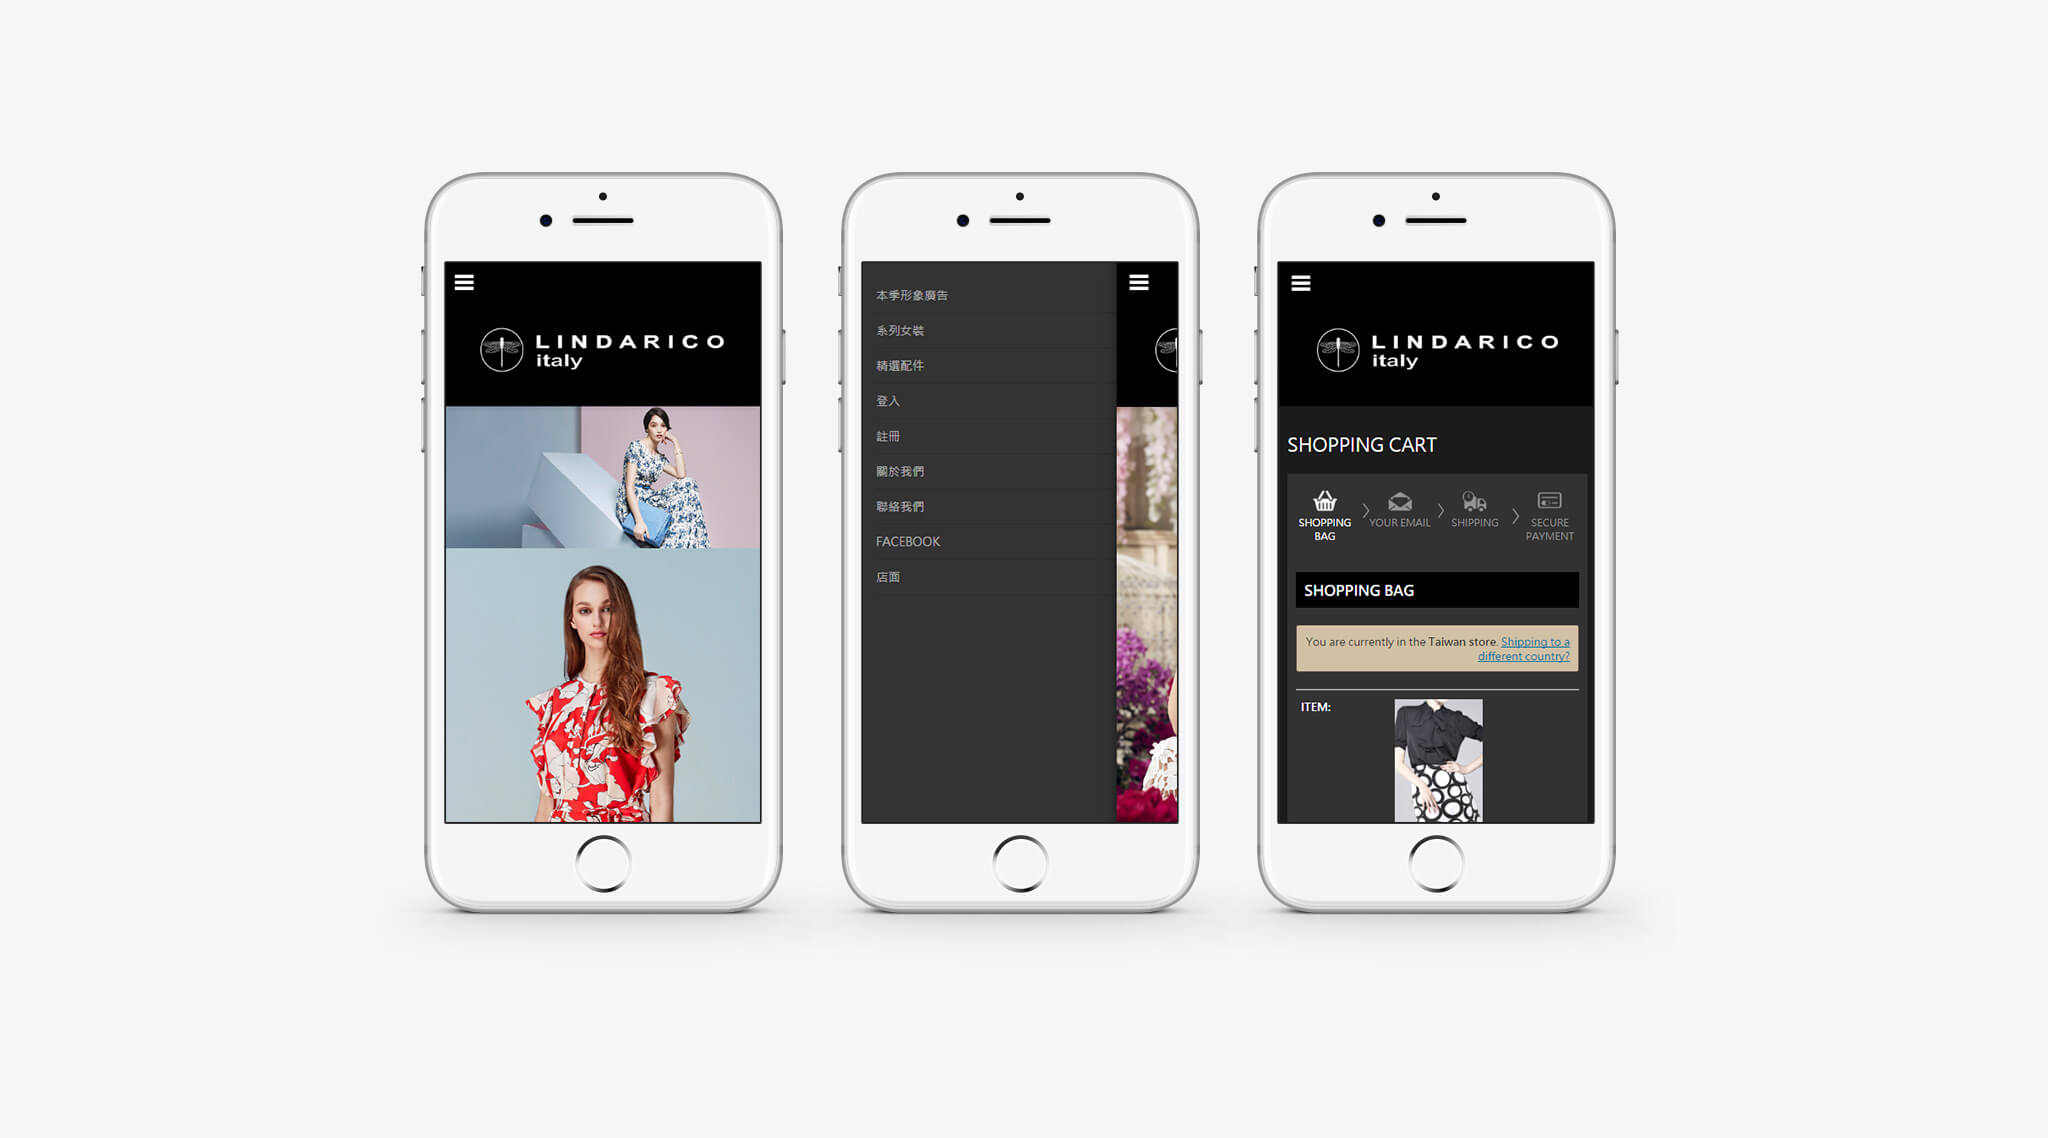 LINDARICO
italy
本季形象廣告
系列女裝
精選配件
登入
註冊
關於我們
聯絡我們
FACEBOOK
店面
LINDARICO
italy
SHOPPING CART
SHOPPING BAG
YOUR EMAIL
SHIPPING
SECURE PAYMENT
SHOPPING BAG
You are currently in the Taiwan store. Shipping to a
different country?
ITEM: